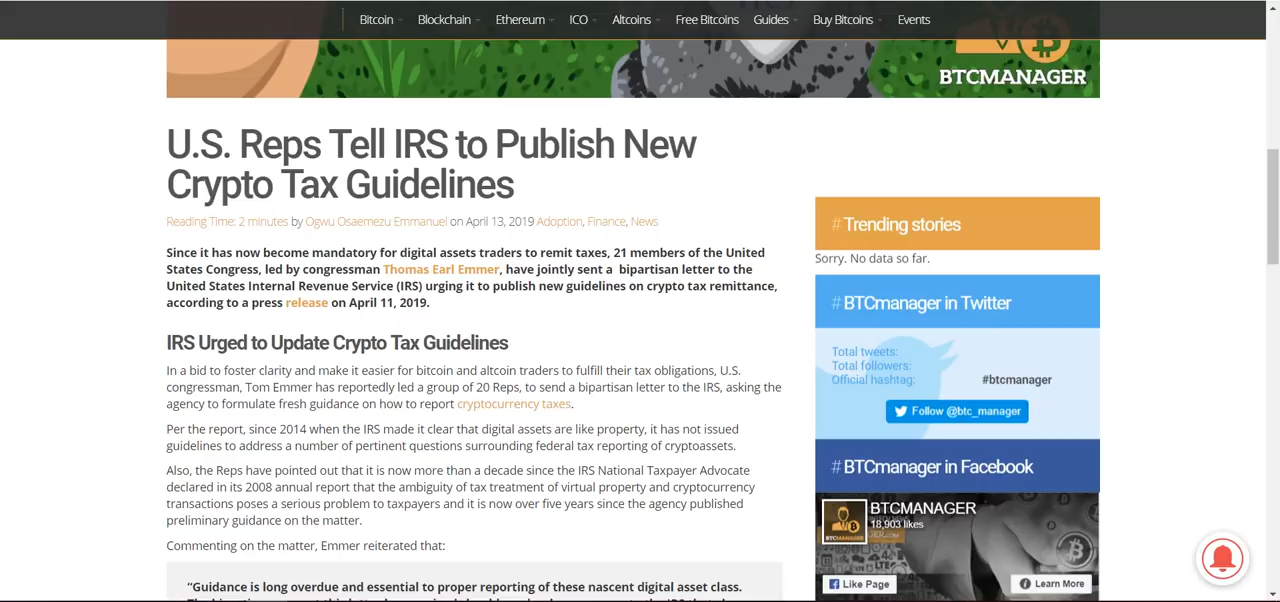 Bitcoin Blockchain Ethereum ICO Altcoins Free Bitcoins Guides Buy Bitcoins Events
BTCMANAGER
U.S. Reps Tell IRS to Publish New
Crypto Tax Guidelines
Reading Time: 2 minutes by Ogwu Osaemezu Emmanuel on April 13, 2019 Adoption, Finance, News
Since it has now become mandatory for digital assets traders to remit taxes, 21 members of the United
States Congress, led by congressman Thomas Earl Emmer, have jointly sent a bipartisan letter to the
United States Internal Revenue Service (IRS) urging it to publish new guidelines on crypto tax remittance,
according to a press release on April 11, 2019.
IRS Urged to Update Crypto Tax Guidelines
In a bid to foster clarity and make it easier for bitcoin and altcoin traders to fulfill their tax obligations, U.S.
Congressman, Tom Emmer has reportedly led a group of 20 Reps, to send a bipartisan letter to the IRS, asking the
agency to formulate fresh guidance on how to report cryptocurrency taxes.
Per the report, since 2014 when the IRS made it clear that digital assets are like property, it has not issued
guidelines to address a number of pertinent questions surrounding federal tax reporting of cryptoassets.
Also, the Reps have pointed out that it is now more than a decade since the IRS National Taxpayer Advocate
declared in its 2008 annual report that the ambiguity of tax treatment of virtual property and cryptocurrency
transactions poses a serious problem to taxpayers and it is now over five years since the agency published
preliminary guidance on the matter.
Commenting on the matter, Emmer reiterated that:
“Guidance is long overdue and essential to proper reporting of these nascent digital asset class.
#Trending stories
Sorry. No data so far.
#BTCmanager in Twitter
Total tweets:
Total followers:
Official hashtag: #btcmanager
Follow @btc_manager
#BTCmanager in Facebook
BTCMANAGER
18,903 likes
Like Page Learn More